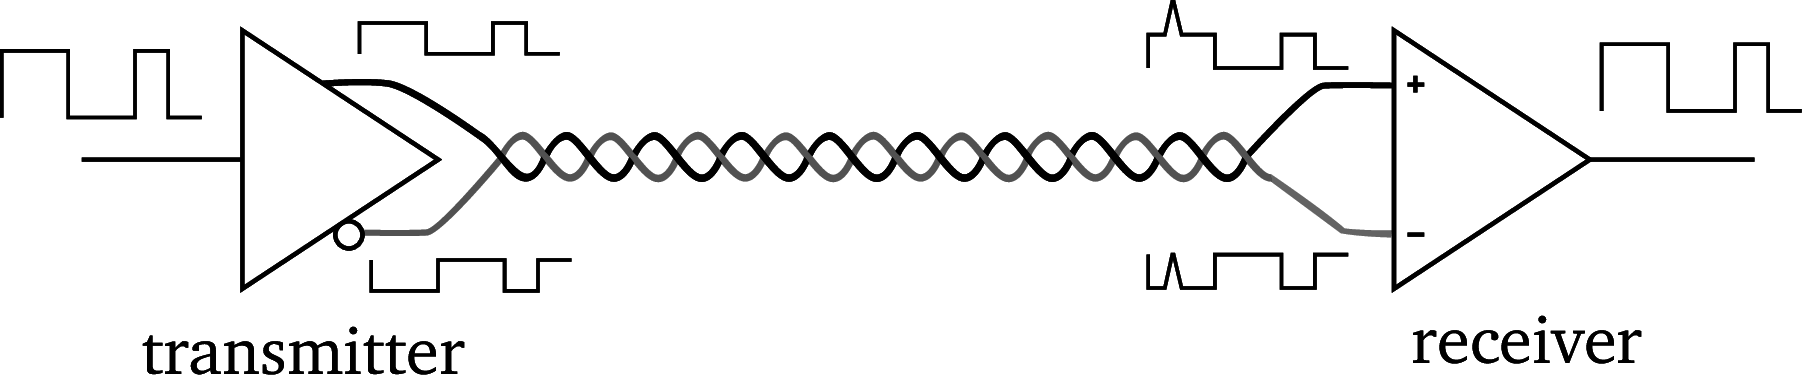 +
−
transmitter
receiver